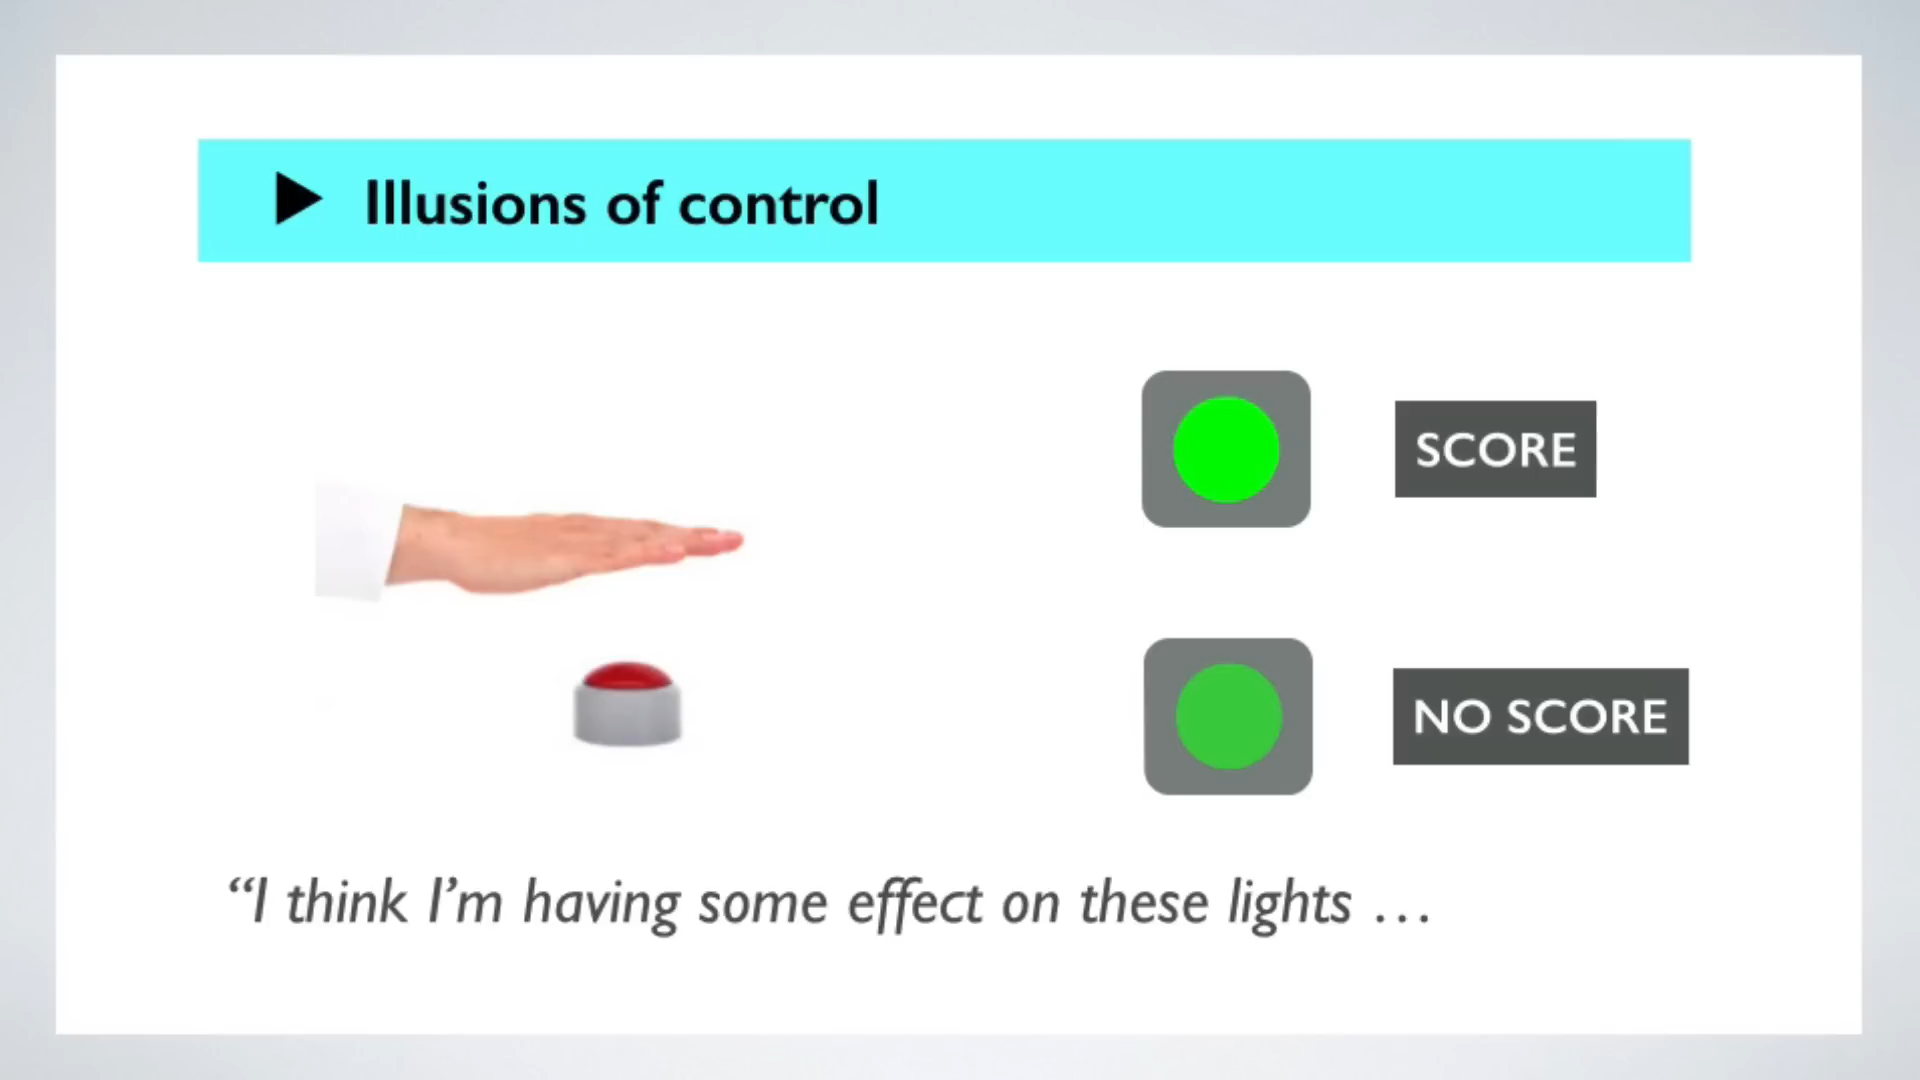 Illusions of control
SCORE
NO SCORE
“I think I’m having some effect on these lights …